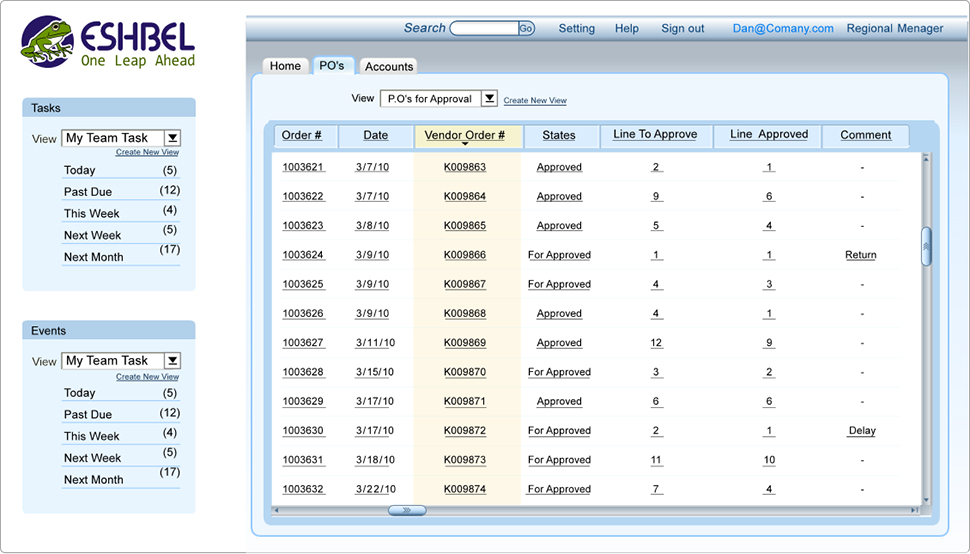 ESHBEL
One Leap Ahead
Search Go Setting Help Sign out Dan@Comany.com Regional Menager
Home PO's Accounts
View P.O's for Approval Create New View
Tasks
View My Team Task
Create New View
Today (5)
Past Due (12)
This Week (4)
Next Week (5)
Next Month (17)
Events
View My Team Task
Create New View
Today (5)
Past Due (12)
This Week (4)
Next Week (5)
Next Month (17)
Order # Date Vendor Order # States Line To Approve Line Approved Comment
1003621 3/7/10 K009863 Approved 2 1 -
1003622 3/7/10 K009864 Approved 9 6 -
1003623 3/8/10 K009865 Approved 5 4 -
1003624 3/9/10 K009866 For Approved 1 1 Return
1003625 3/9/10 K009867 For Approved 4 3 -
1003626 3/9/10 K009868 Approved 4 1 -
1003627 3/11/10 K009869 Approved 12 9 -
1003628 3/15/10 K009870 For Approved 3 2 -
1003629 3/17/10 K009871 Approved 6 6 -
1003630 3/17/10 K009872 For Approved 2 1 Delay
1003631 3/18/10 K009873 For Approved 11 10 -
1003632 3/22/10 K009874 For Approved 7 4 -